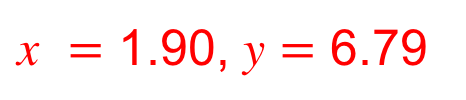 x = 1.90, y = 6.79